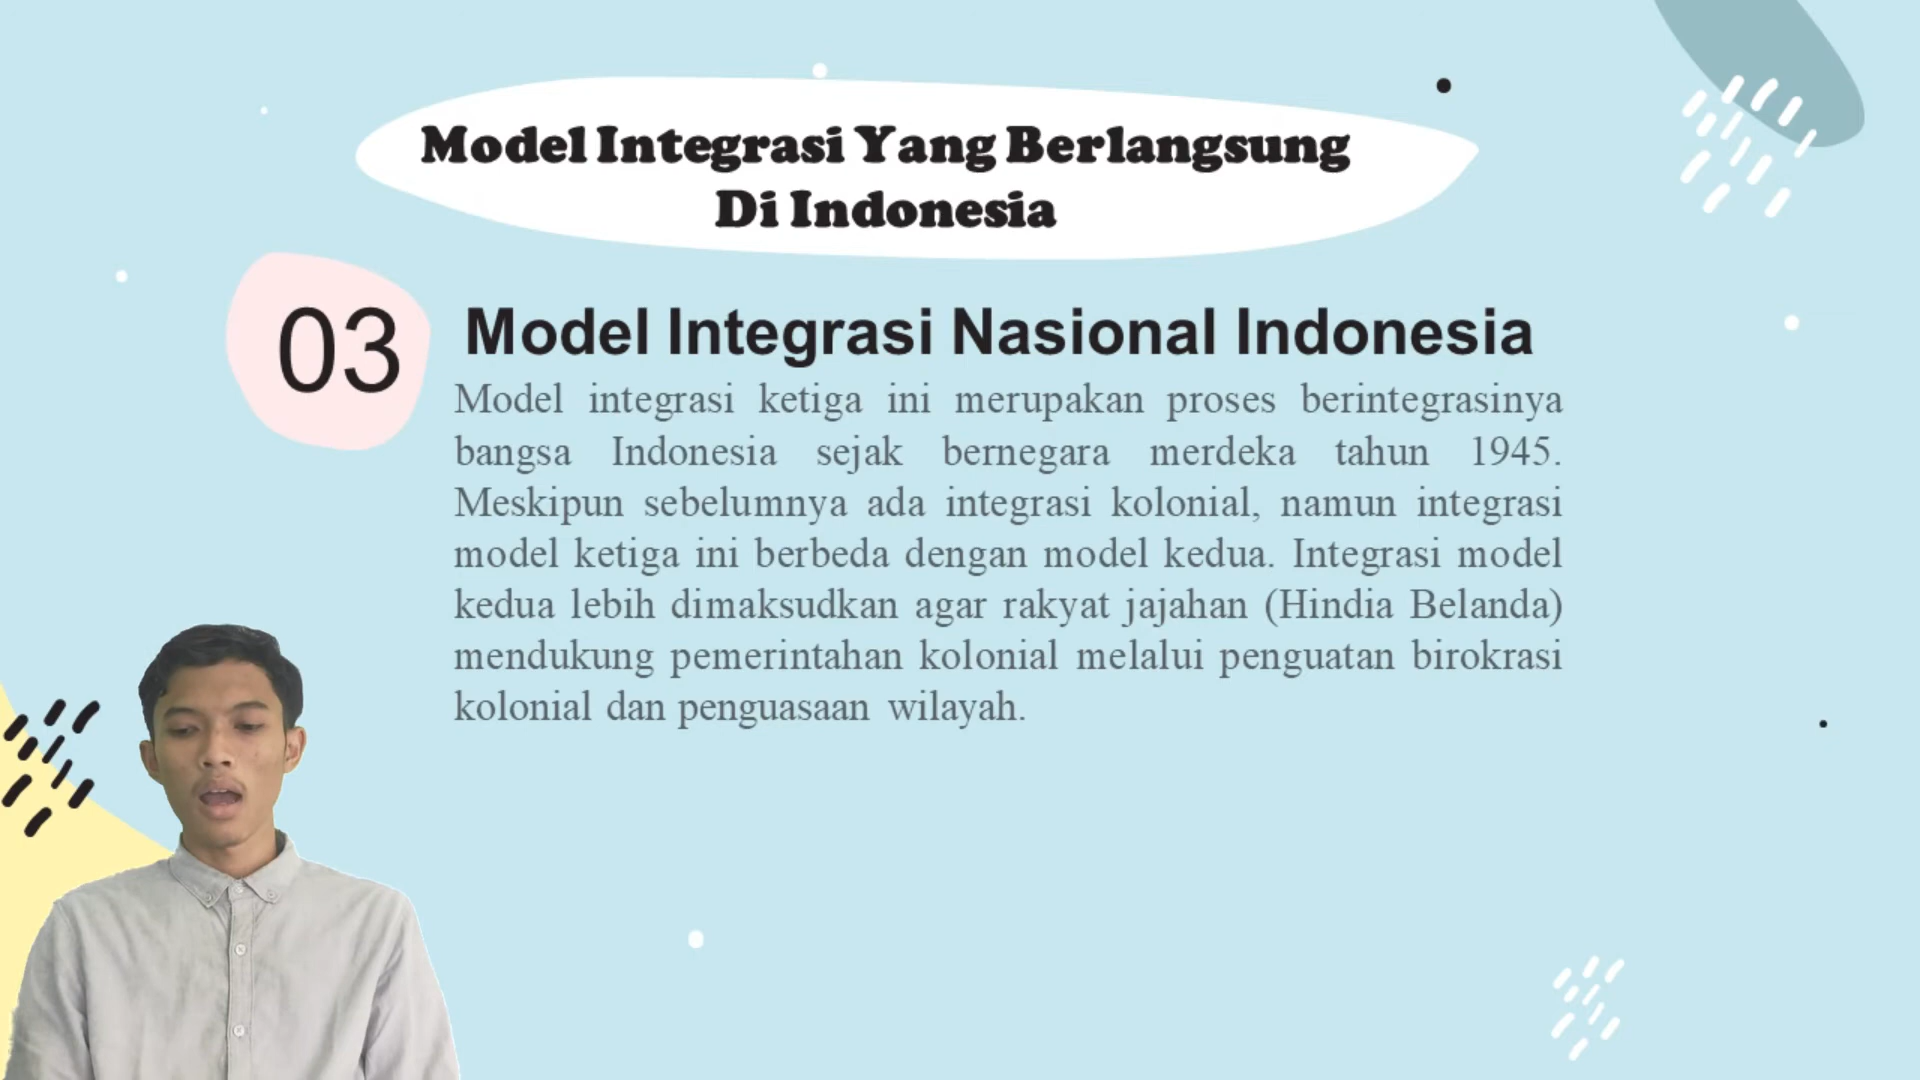 Model Integrasi Yang Berlangsung
Di Indonesia
03
Model Integrasi Nasional Indonesia
Model integrasi ketiga ini merupakan proses berintegrasinya
bangsa Indonesia sejak bernegara merdeka tahun 1945.
Meskipun sebelumnya ada integrasi kolonial, namun integrasi
model ketiga ini berbeda dengan model kedua. Integrasi model
kedua lebih dimaksudkan agar rakyat jajahan (Hindia Belanda)
mendukung pemerintahan kolonial melalui penguatan birokrasi
kolonial dan penguasaan wilayah.